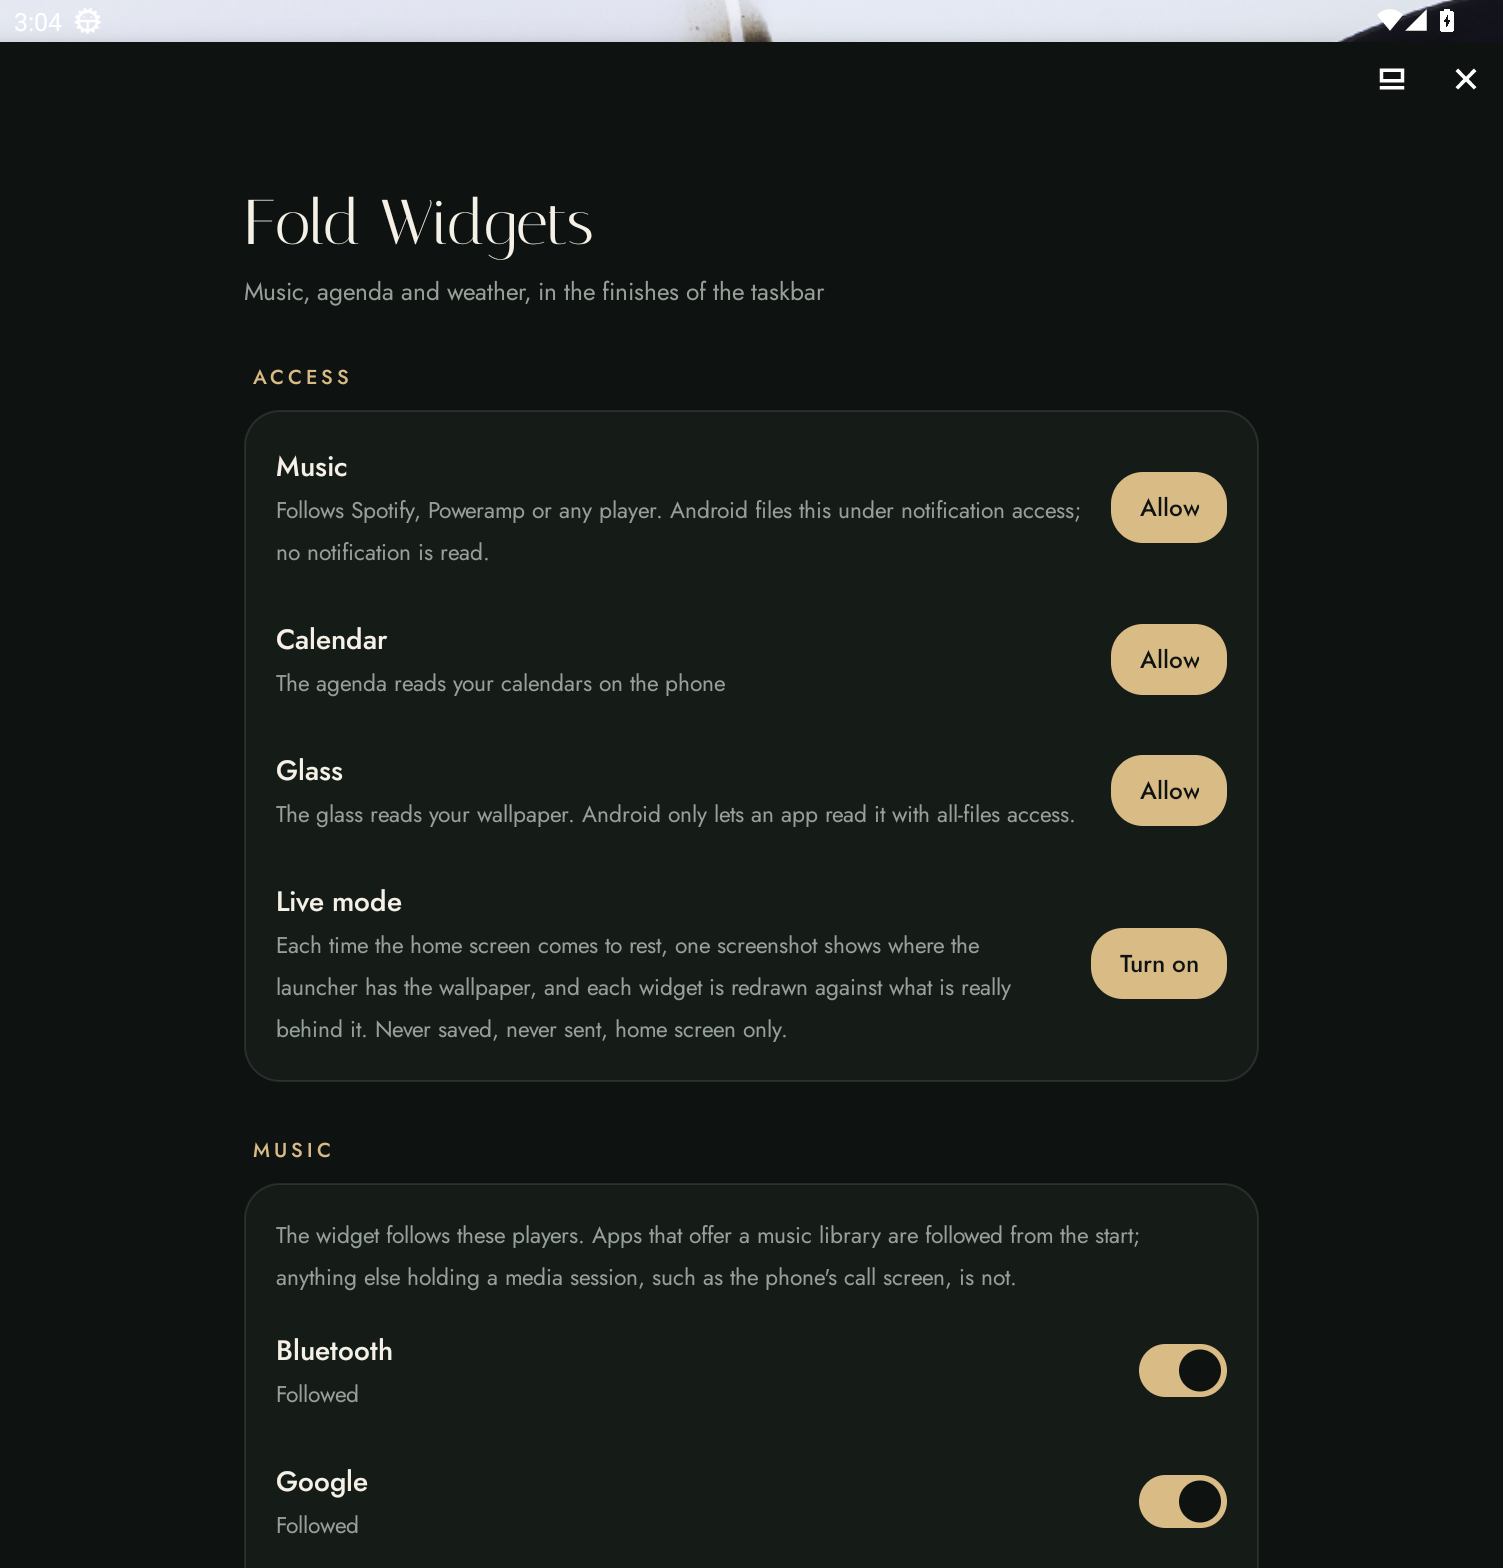 3:04
Fold Widgets
Music, agenda and weather, in the finishes of the taskbar
ACCESS
Music
Follows Spotify, Poweramp or any player. Android files this under notification access;
no notification is read.
Allow
Calendar
The agenda reads your calendars on the phone
Allow
Glass
The glass reads your wallpaper. Android only lets an app read it with all-files access.
Allow
Live mode
Each time the home screen comes to rest, one screenshot shows where the
launcher has the wallpaper, and each widget is redrawn against what is really
behind it. Never saved, never sent, home screen only.
Turn on
MUSIC
The widget follows these players. Apps that offer a music library are followed from the start;
anything else holding a media session, such as the phone's call screen, is not.
Bluetooth
Followed
Google
Followed